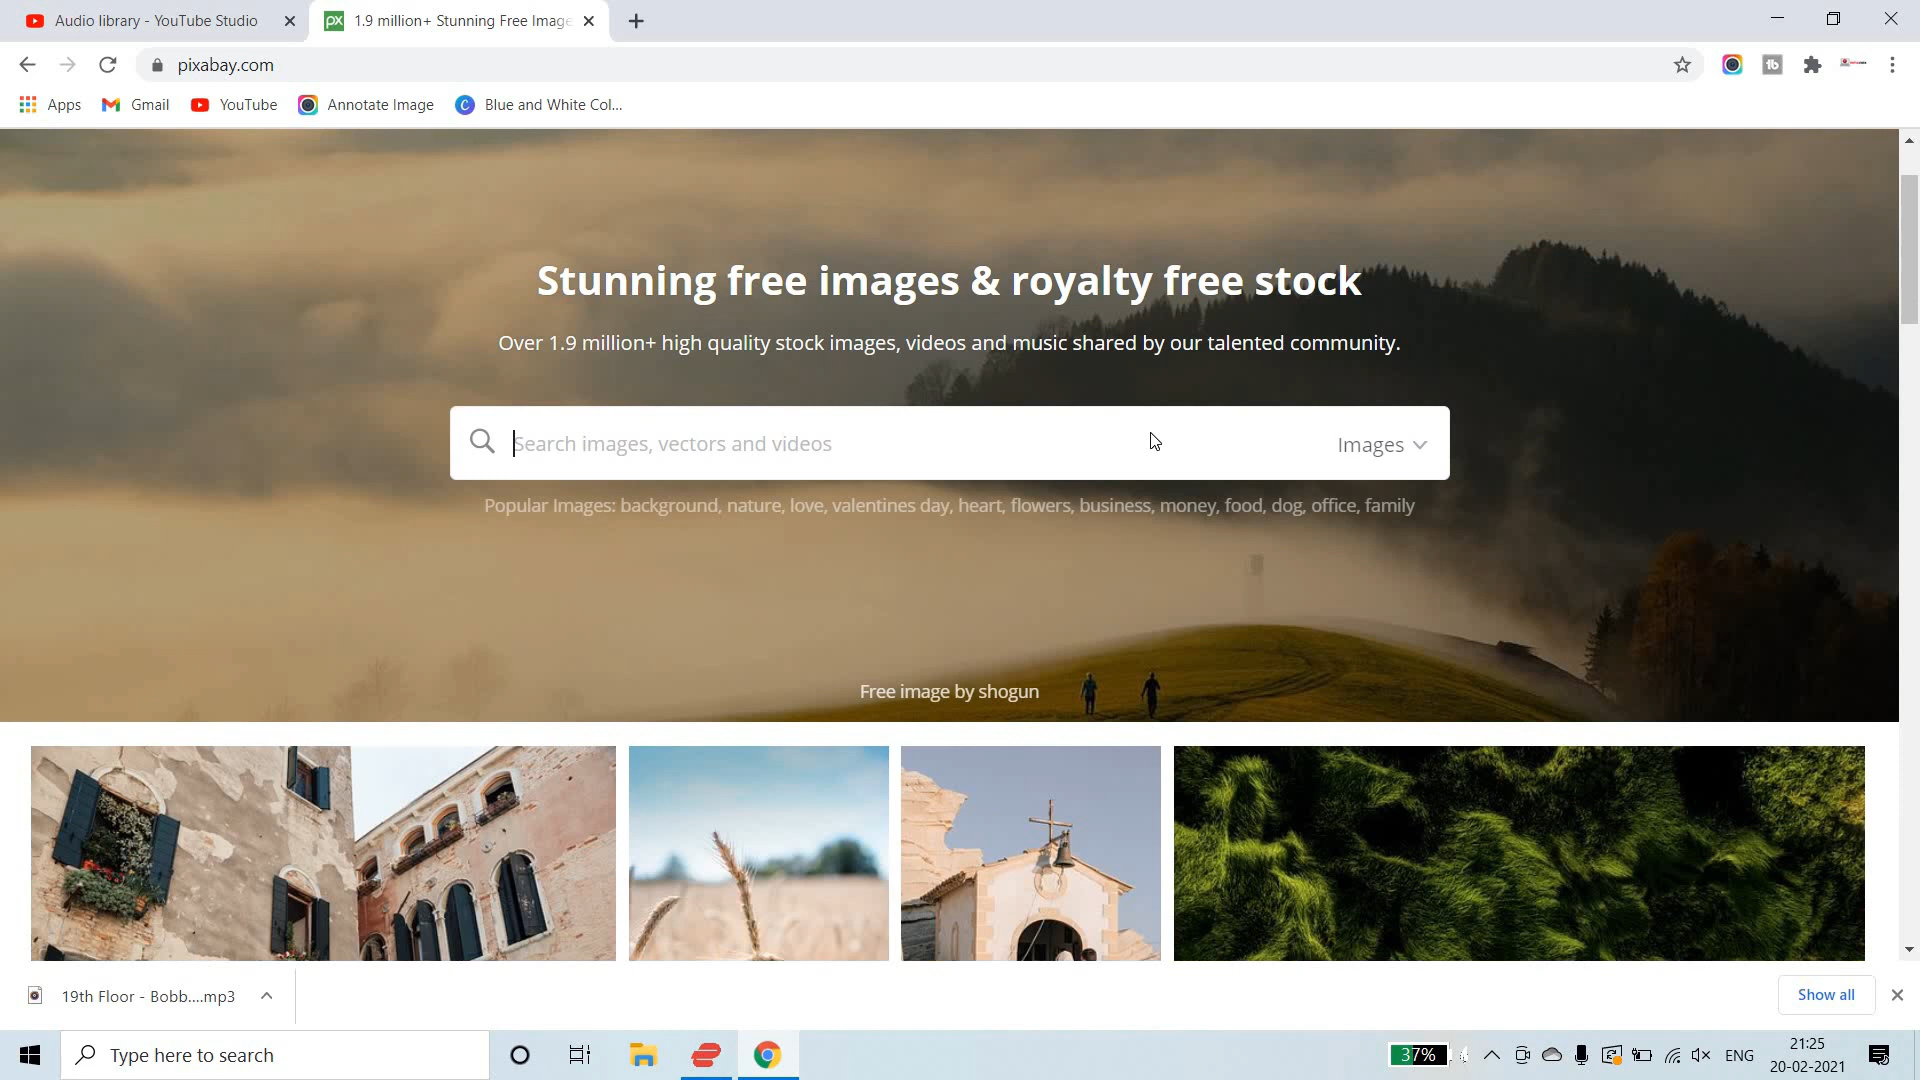 Audio library - YouTube Studio
px 1.9 million+ Stunning Free Image
pixabay.com
Apps Gmail YouTube Annotate Image Blue and White Col...
Stunning free images & royalty free stock
Over 1.9 million+ high quality stock images, videos and music shared by our talented community.
Search images, vectors and videos Images
Popular Images: background, nature, love, valentines day, heart, flowers, business, money, food, dog, office, family
Free image by shogun
19th Floor - Bobb....mp3 Show all
Type here to search 37% ENG 21:25
20-02-2021